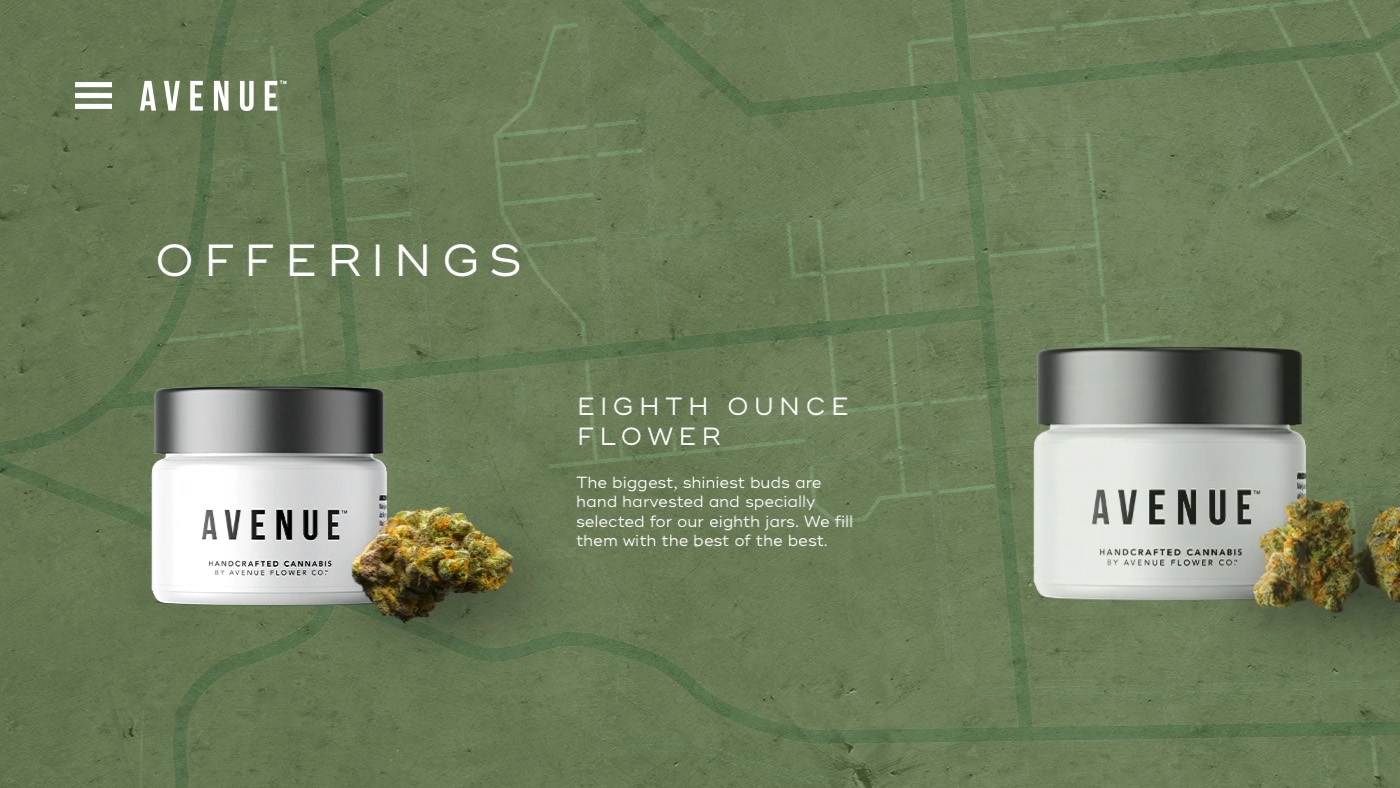 AVENUE™
OFFERINGS
EIGHTH OUNCE
FLOWER
The biggest, shiniest buds are
hand harvested and specially
selected for our eighth jars. We fill
them with the best of the best.
AVENUE™
HANDCRAFTED CANNABIS
BY AVENUE FLOWER CO.™
AVENUE™
HANDCRAFTED CANNABIS
BY AVENUE FLOWER CO.™